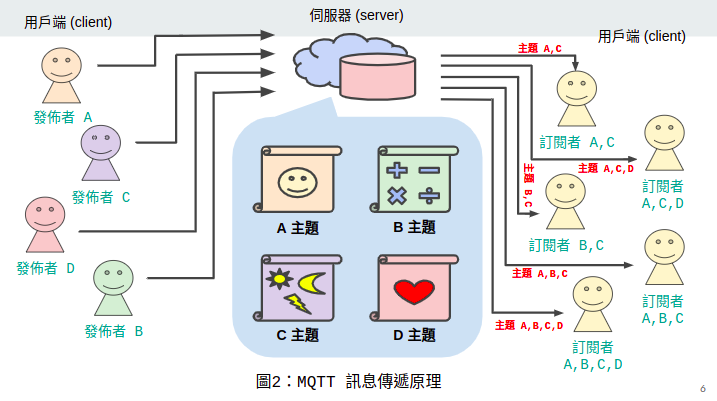 用戶端 (client)
伺服器 (server)
用戶端 (client)
發佈者 A
發佈者 C
發佈者 D
發佈者 B
A 主題
B 主題
C 主題
D 主題
主題 A,C
訂閱者 A,C
主題 A,C,D
訂閱者
A,C,D
主題 B,C
訂閱者 B,C
主題 A,B,C
訂閱者
A,B,C
主題 A,B,C,D
訂閱者
A,B,C,D
圖2：MQTT 訊息傳遞原理
6